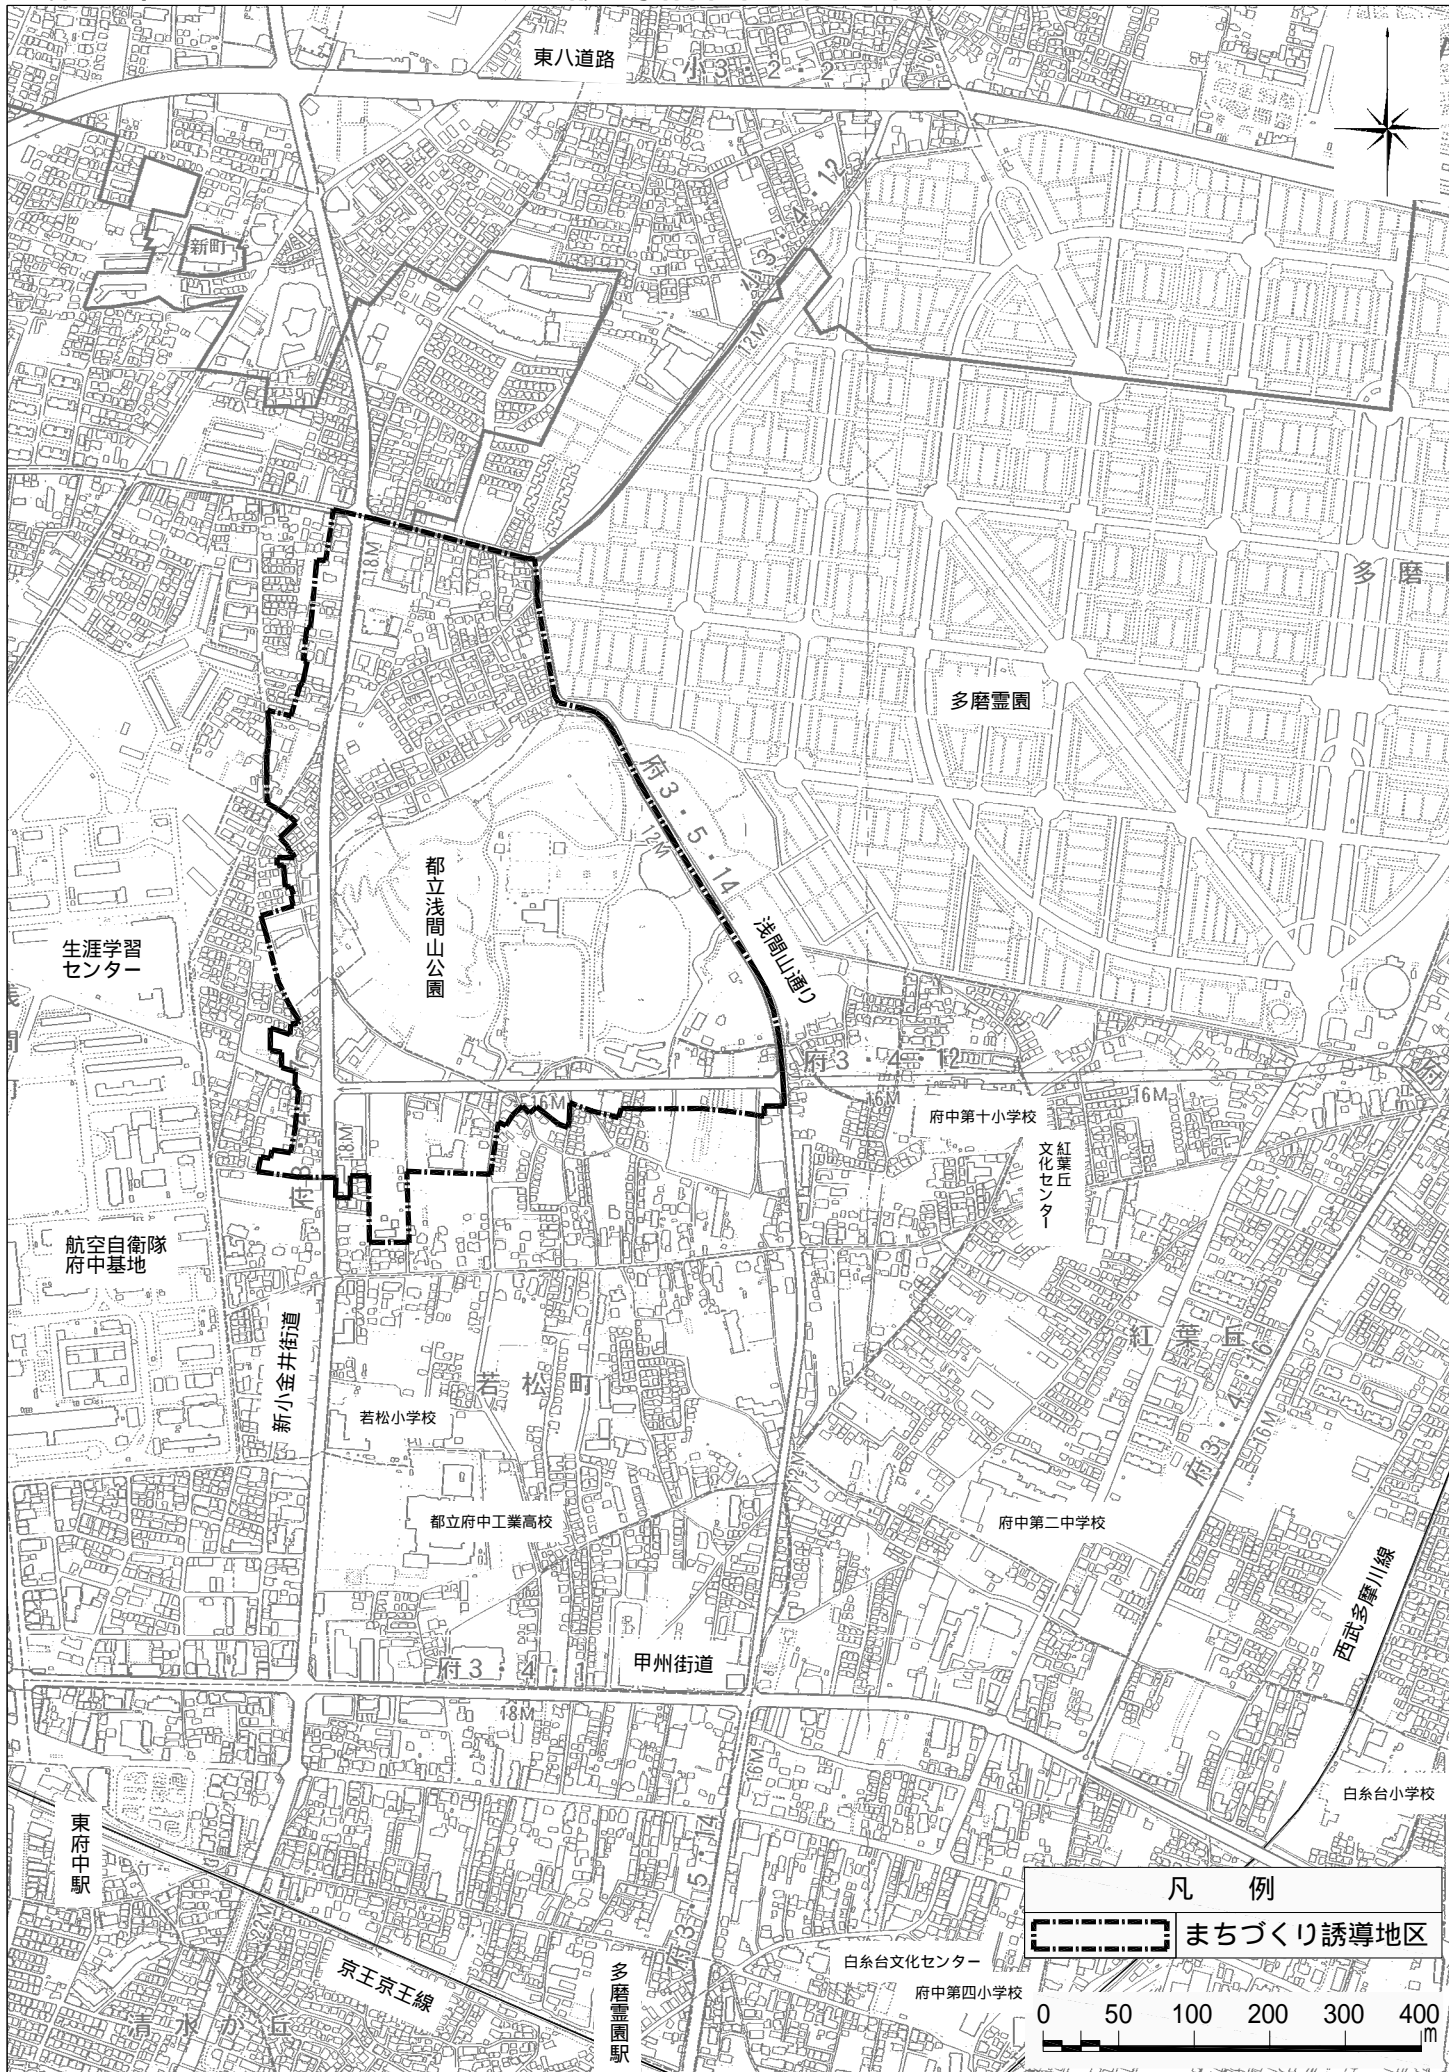 東八道路
小3・2・2
16M
小3・4・12
新町
12M
18M
多磨
多磨霊園
府3・5・14
12M
都立浅間山公園
浅間山通り
生涯学習
センター
府3・4・12
16M
16M
16M
府中第十小学校
紅葉丘
文化センター
18M
府3
航空自衛隊
府中基地
新小金井街道
紅葉丘
若松町
若松小学校
府3・4・16
16M
都立府中工業高校
府中第二中学校
西武多摩川線
甲州街道
府3・4・1
18M
16M
白糸台小学校
東府中駅
府3・5・14
22M
凡 例
まちづくり誘導地区
京王京王線
多磨霊園駅
白糸台文化センター
府中第四小学校
清水が丘
0 50 100 200 300 400
m